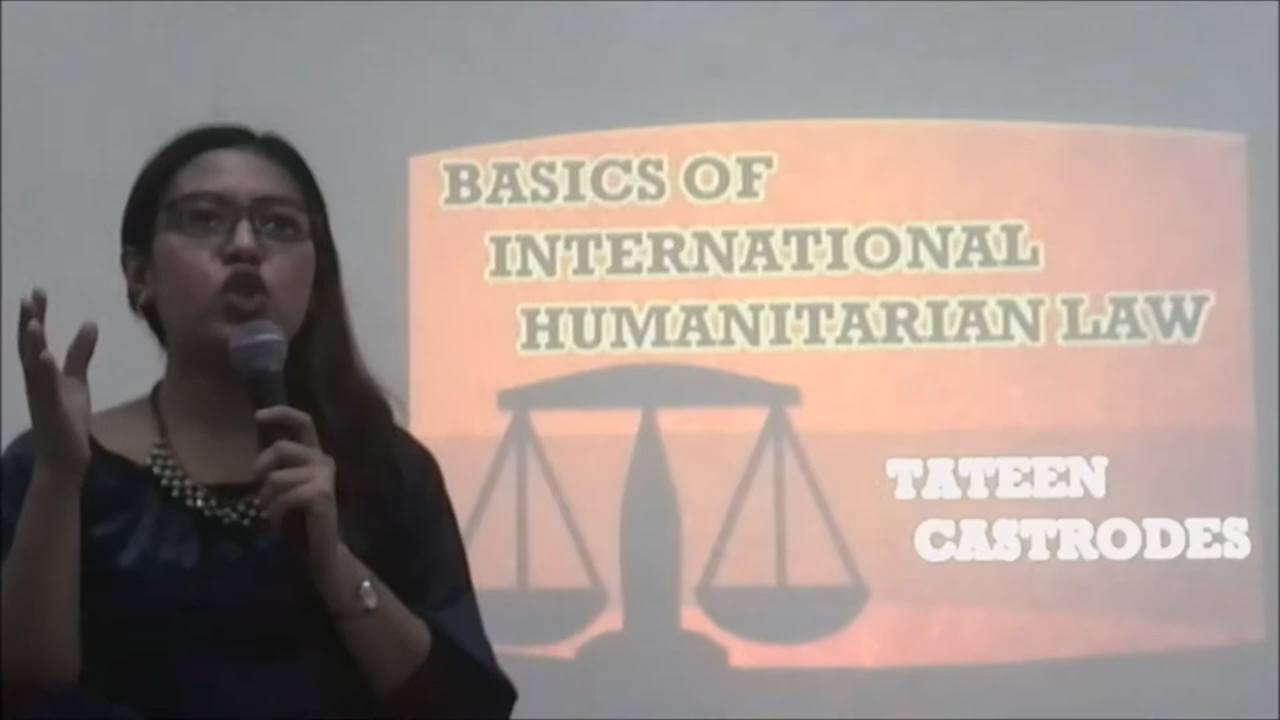 BASICS OF
INTERNATIONAL
HUMANITARIAN LAW
TATEEN
CASTRODES